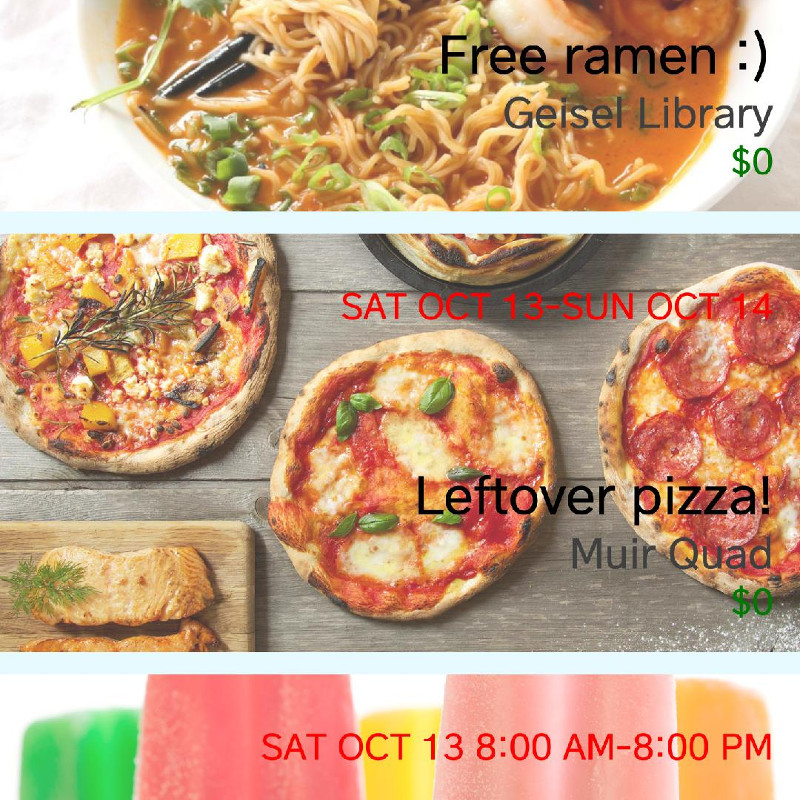 Free ramen :)
Geisel Library
$0
SAT OCT 13-SUN OCT 14
Leftover pizza!
Muir Quad
$0
SAT OCT 13 8:00 AM-8:00 PM